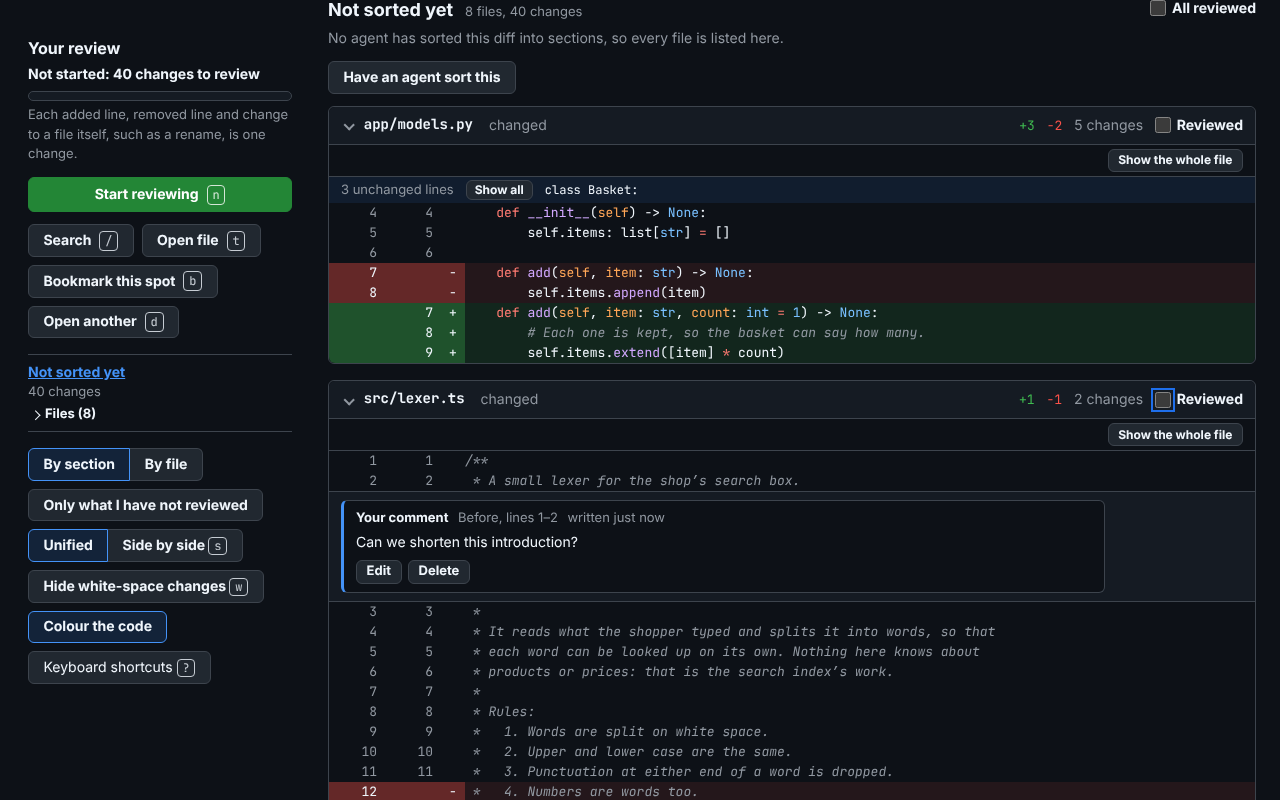 Your review
Not started: 40 changes to review
Each added line, removed line and change
to a file itself, such as a rename, is one
change.
Start reviewing n
Search / Open file t
Bookmark this spot b
Open another d
Not sorted yet
40 changes
Files (8)
By section By file
Only what I have not reviewed
Unified Side by side s
Hide white-space changes w
Colour the code
Keyboard shortcuts ?
Not sorted yet 8 files, 40 changes All reviewed
No agent has sorted this diff into sections, so every file is listed here.
Have an agent sort this
app/models.py changed +3 -2 5 changes Reviewed
Show the whole file
3 unchanged lines Show all class Basket:
4 4 def __init__(self) -> None:
5 5 self.items: list[str] = []
6 6
7 - def add(self, item: str) -> None:
8 - self.items.append(item)
7 + def add(self, item: str, count: int = 1) -> None:
8 + # Each one is kept, so the basket can say how many.
9 + self.items.extend([item] * count)
src/lexer.ts changed +1 -1 2 changes Reviewed
Show the whole file
1 1 /**
2 2 * A small lexer for the shop’s search box.
Your comment Before, lines 1–2 written just now
Can we shorten this introduction?
Edit Delete
3 3 *
4 4 * It reads what the shopper typed and splits it into words, so that
5 5 * each word can be looked up on its own. Nothing here knows about
6 6 * products or prices: that is the search index’s work.
7 7 *
8 8 * Rules:
9 9 * 1. Words are split on white space.
10 10 * 2. Upper and lower case are the same.
11 11 * 3. Punctuation at either end of a word is dropped.
12 - * 4. Numbers are words too.